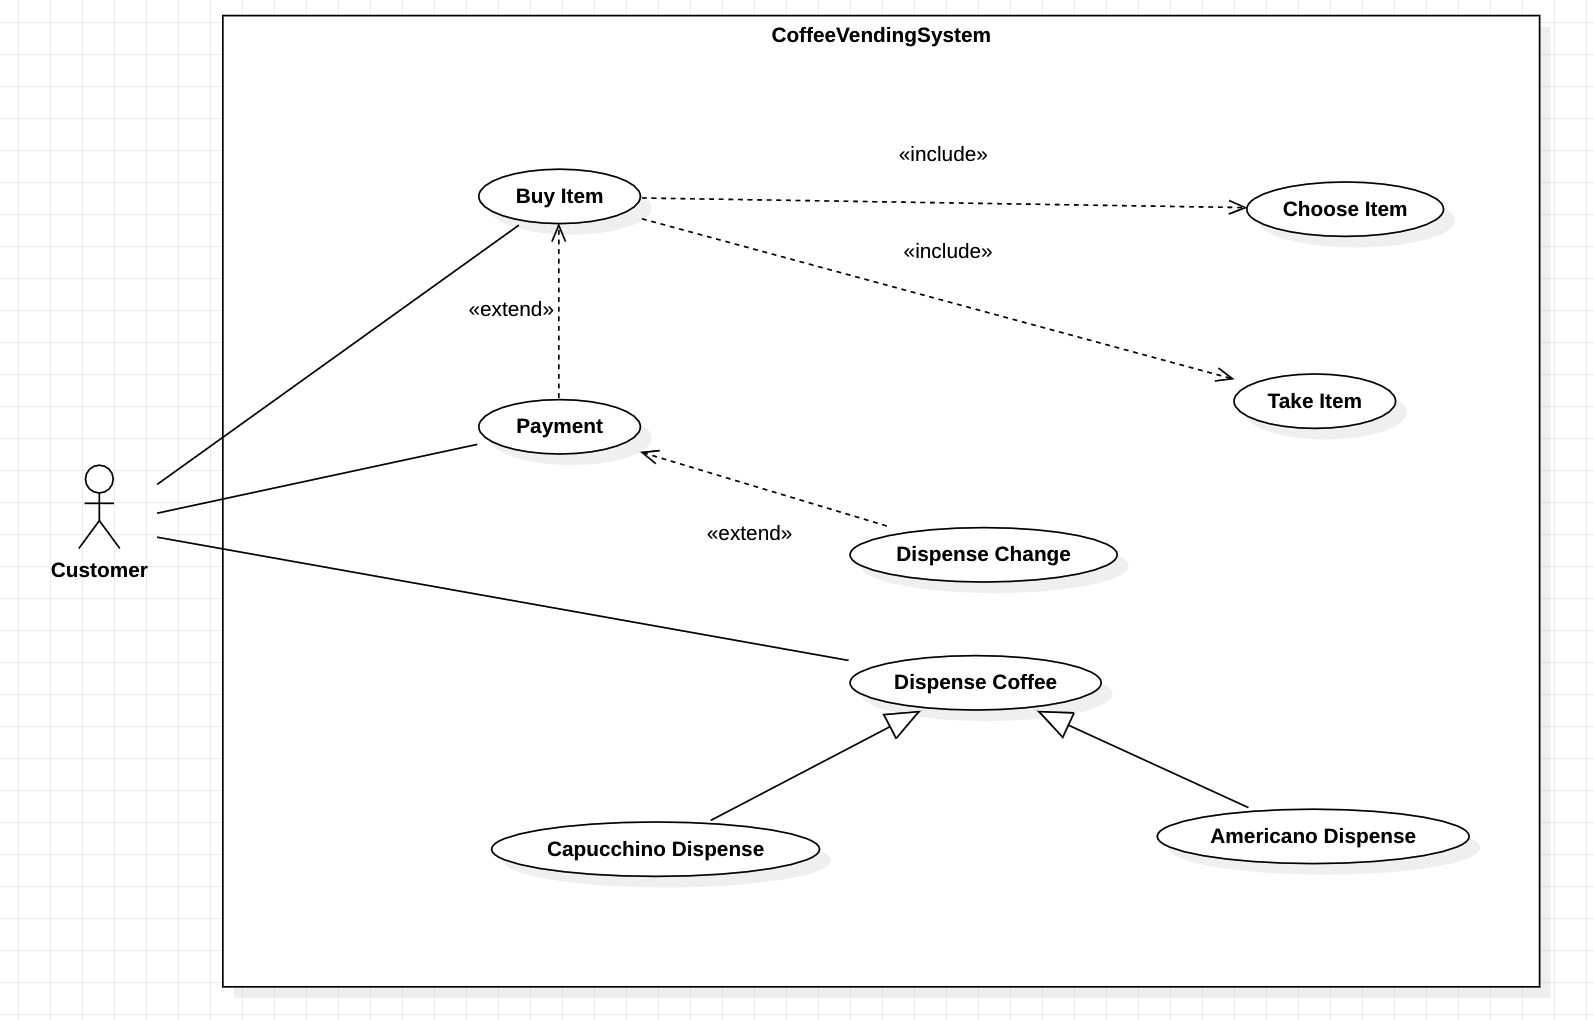 CoffeeVendingSystem
«include»
Buy Item
Choose Item
«include»
«extend»
Take Item
Payment
«extend»
Dispense Change
Customer
Dispense Coffee
Capucchino Dispense
Americano Dispense